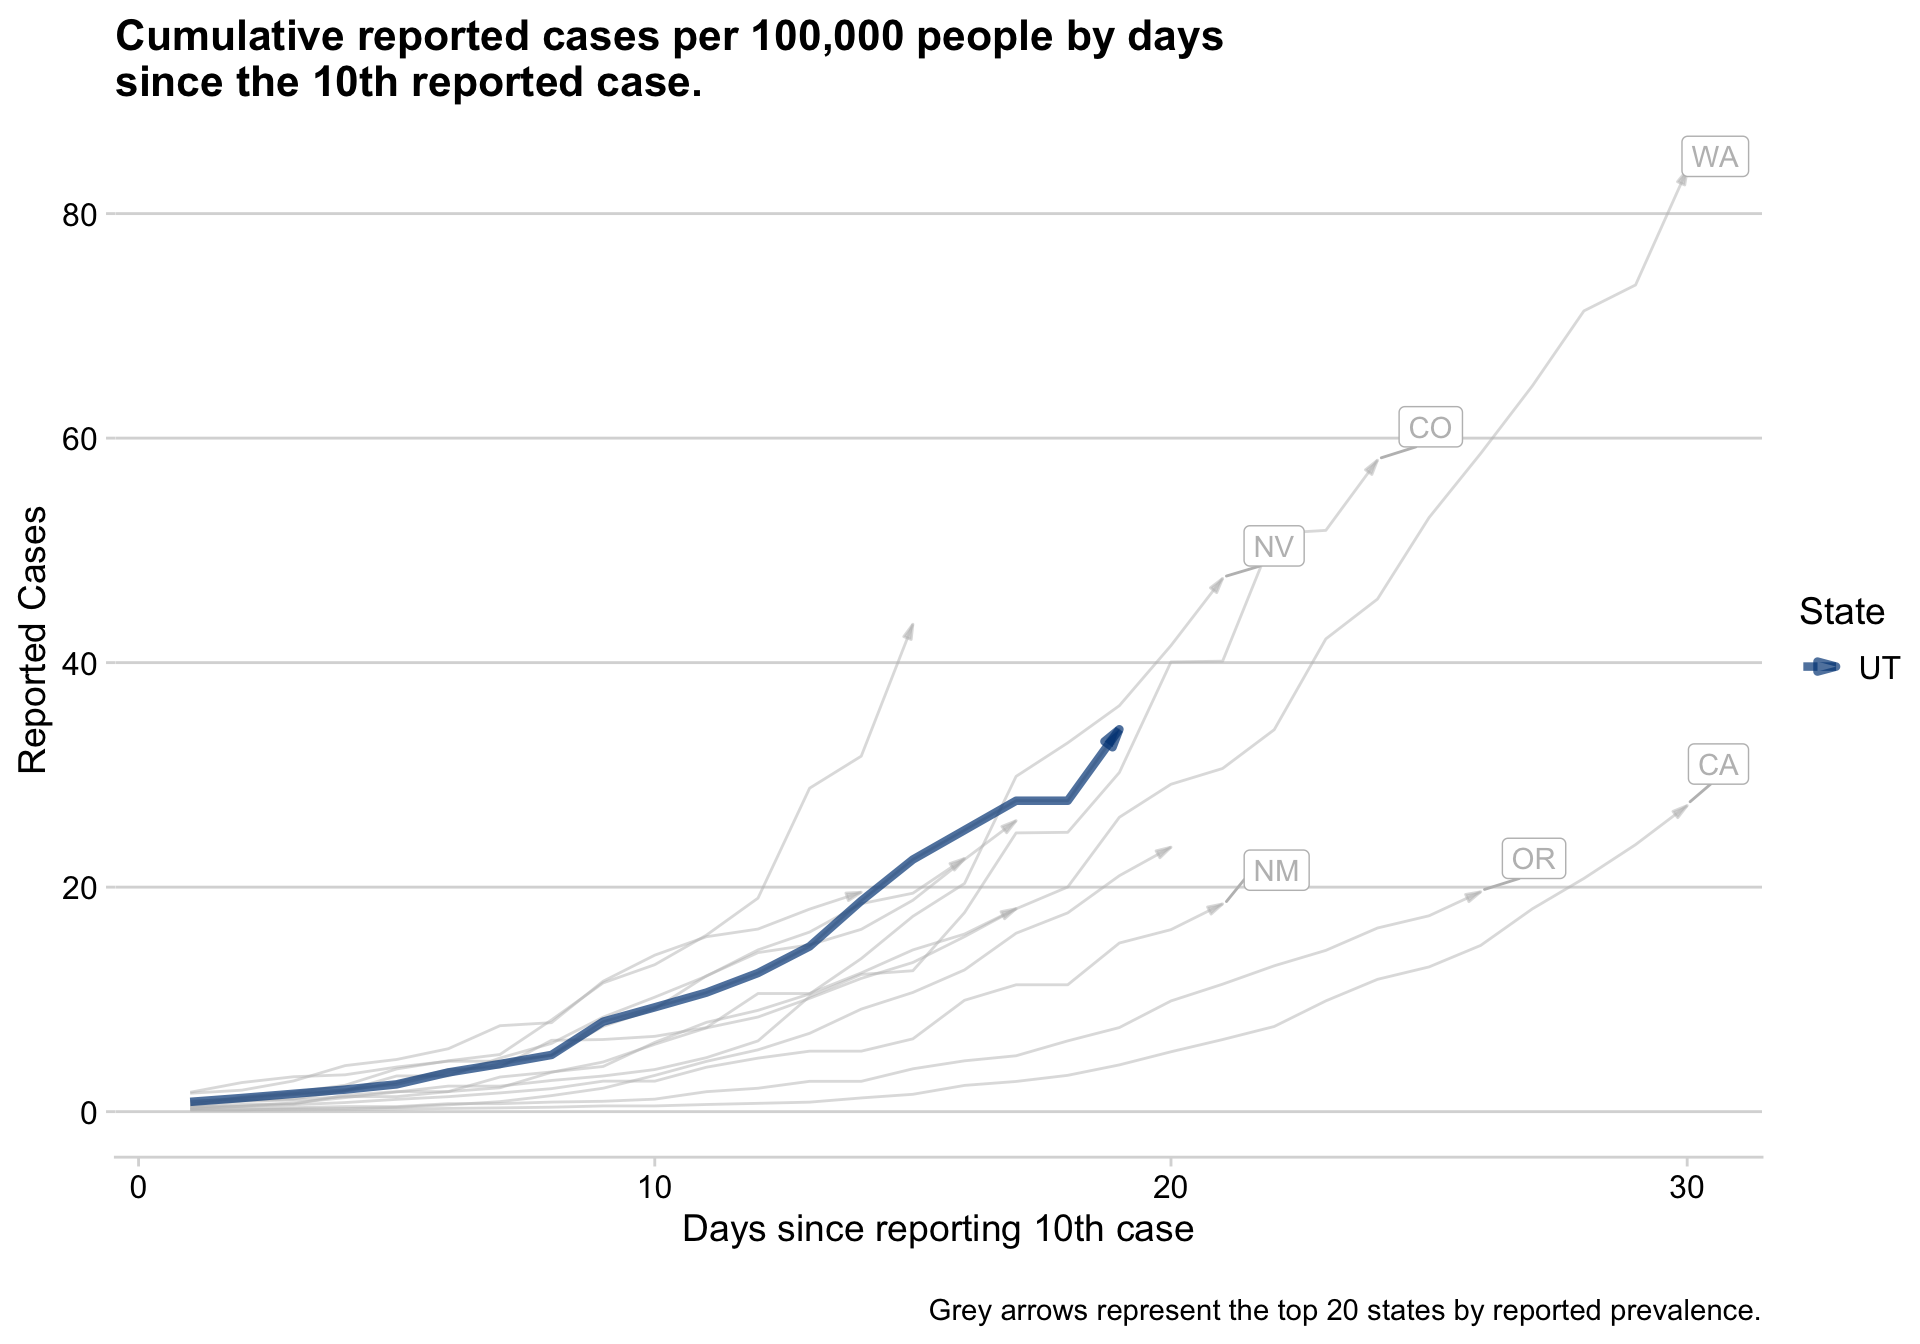 Cumulative reported cases per 100,000 people by days
since the 10th reported case.
WA
80
CO
60
NV
Reported Cases
State
UT
40
CA
OR
NM
20
0
0 10 20 30
Days since reporting 10th case
Grey arrows represent the top 20 states by reported prevalence.